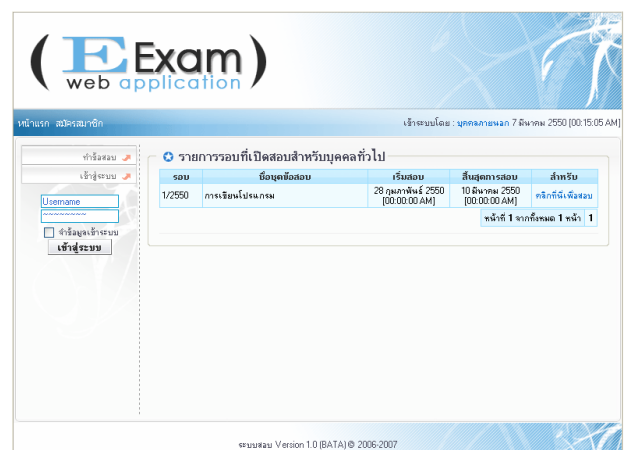 ( E Exam )
web application
หน้าแรก สมัครสมาชิก
เข้าระบบโดย : บุคคลภายนอก 7 มีนาคม 2550 [00:15:05 AM]
ทำข้อสอบ
เข้าสู่ระบบ
Username
~~~~~~~~
จำข้อมูลเข้าระบบ
เข้าสู่ระบบ
รายการรอบที่เปิดสอบสำหรับบุคคลทั่วไป
รอบ ชื่อชุดข้อสอบ เริ่มสอบ สิ้นสุดการสอบ สำหรับ
1/2550 การเขียนโปรแกรม 28 กุมภาพันธ์ 2550 [00:00:00 AM] 10 มีนาคม 2550 [00:00:00 AM] คลิกที่นี่เพื่อสอบ
หน้าที่ 1 จากทั้งหมด 1 หน้า 1
ระบบสอบ Version 1.0 (BATA) © 2006-2007